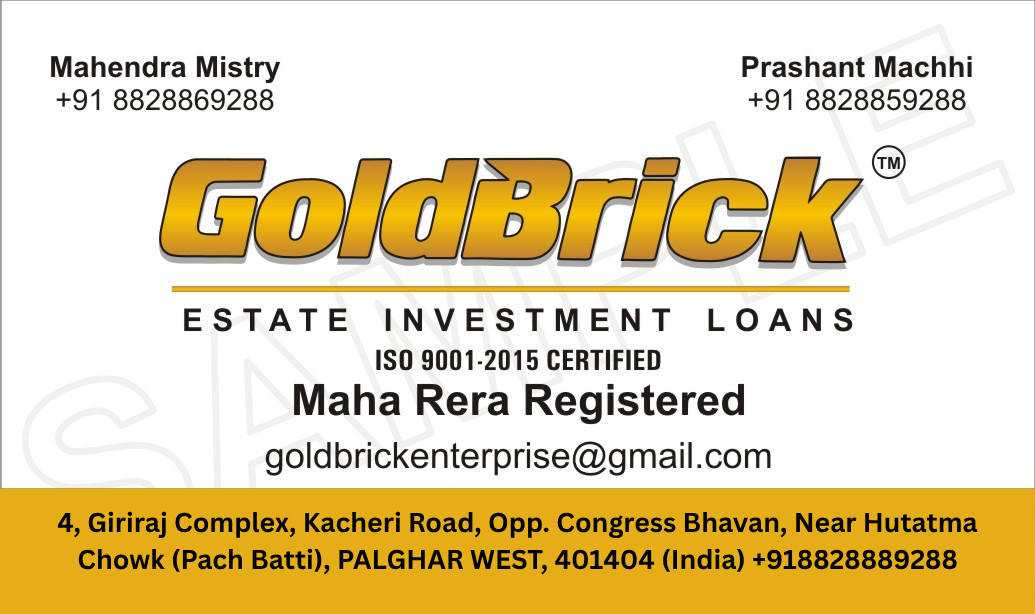 Mahendra Mistry
+91 8828869288
Prashant Machhi
+91 8828859288
GoldBrick TM
ESTATE INVESTMENT LOANS
ISO 9001-2015 CERTIFIED
Maha Rera Registered
goldbrickenterprise@gmail.com
4, Giriraj Complex, Kacheri Road, Opp. Congress Bhavan, Near Hutatma
Chowk (Pach Batti), PALGHAR WEST, 401404 (India) +918828889288
SAMPLE